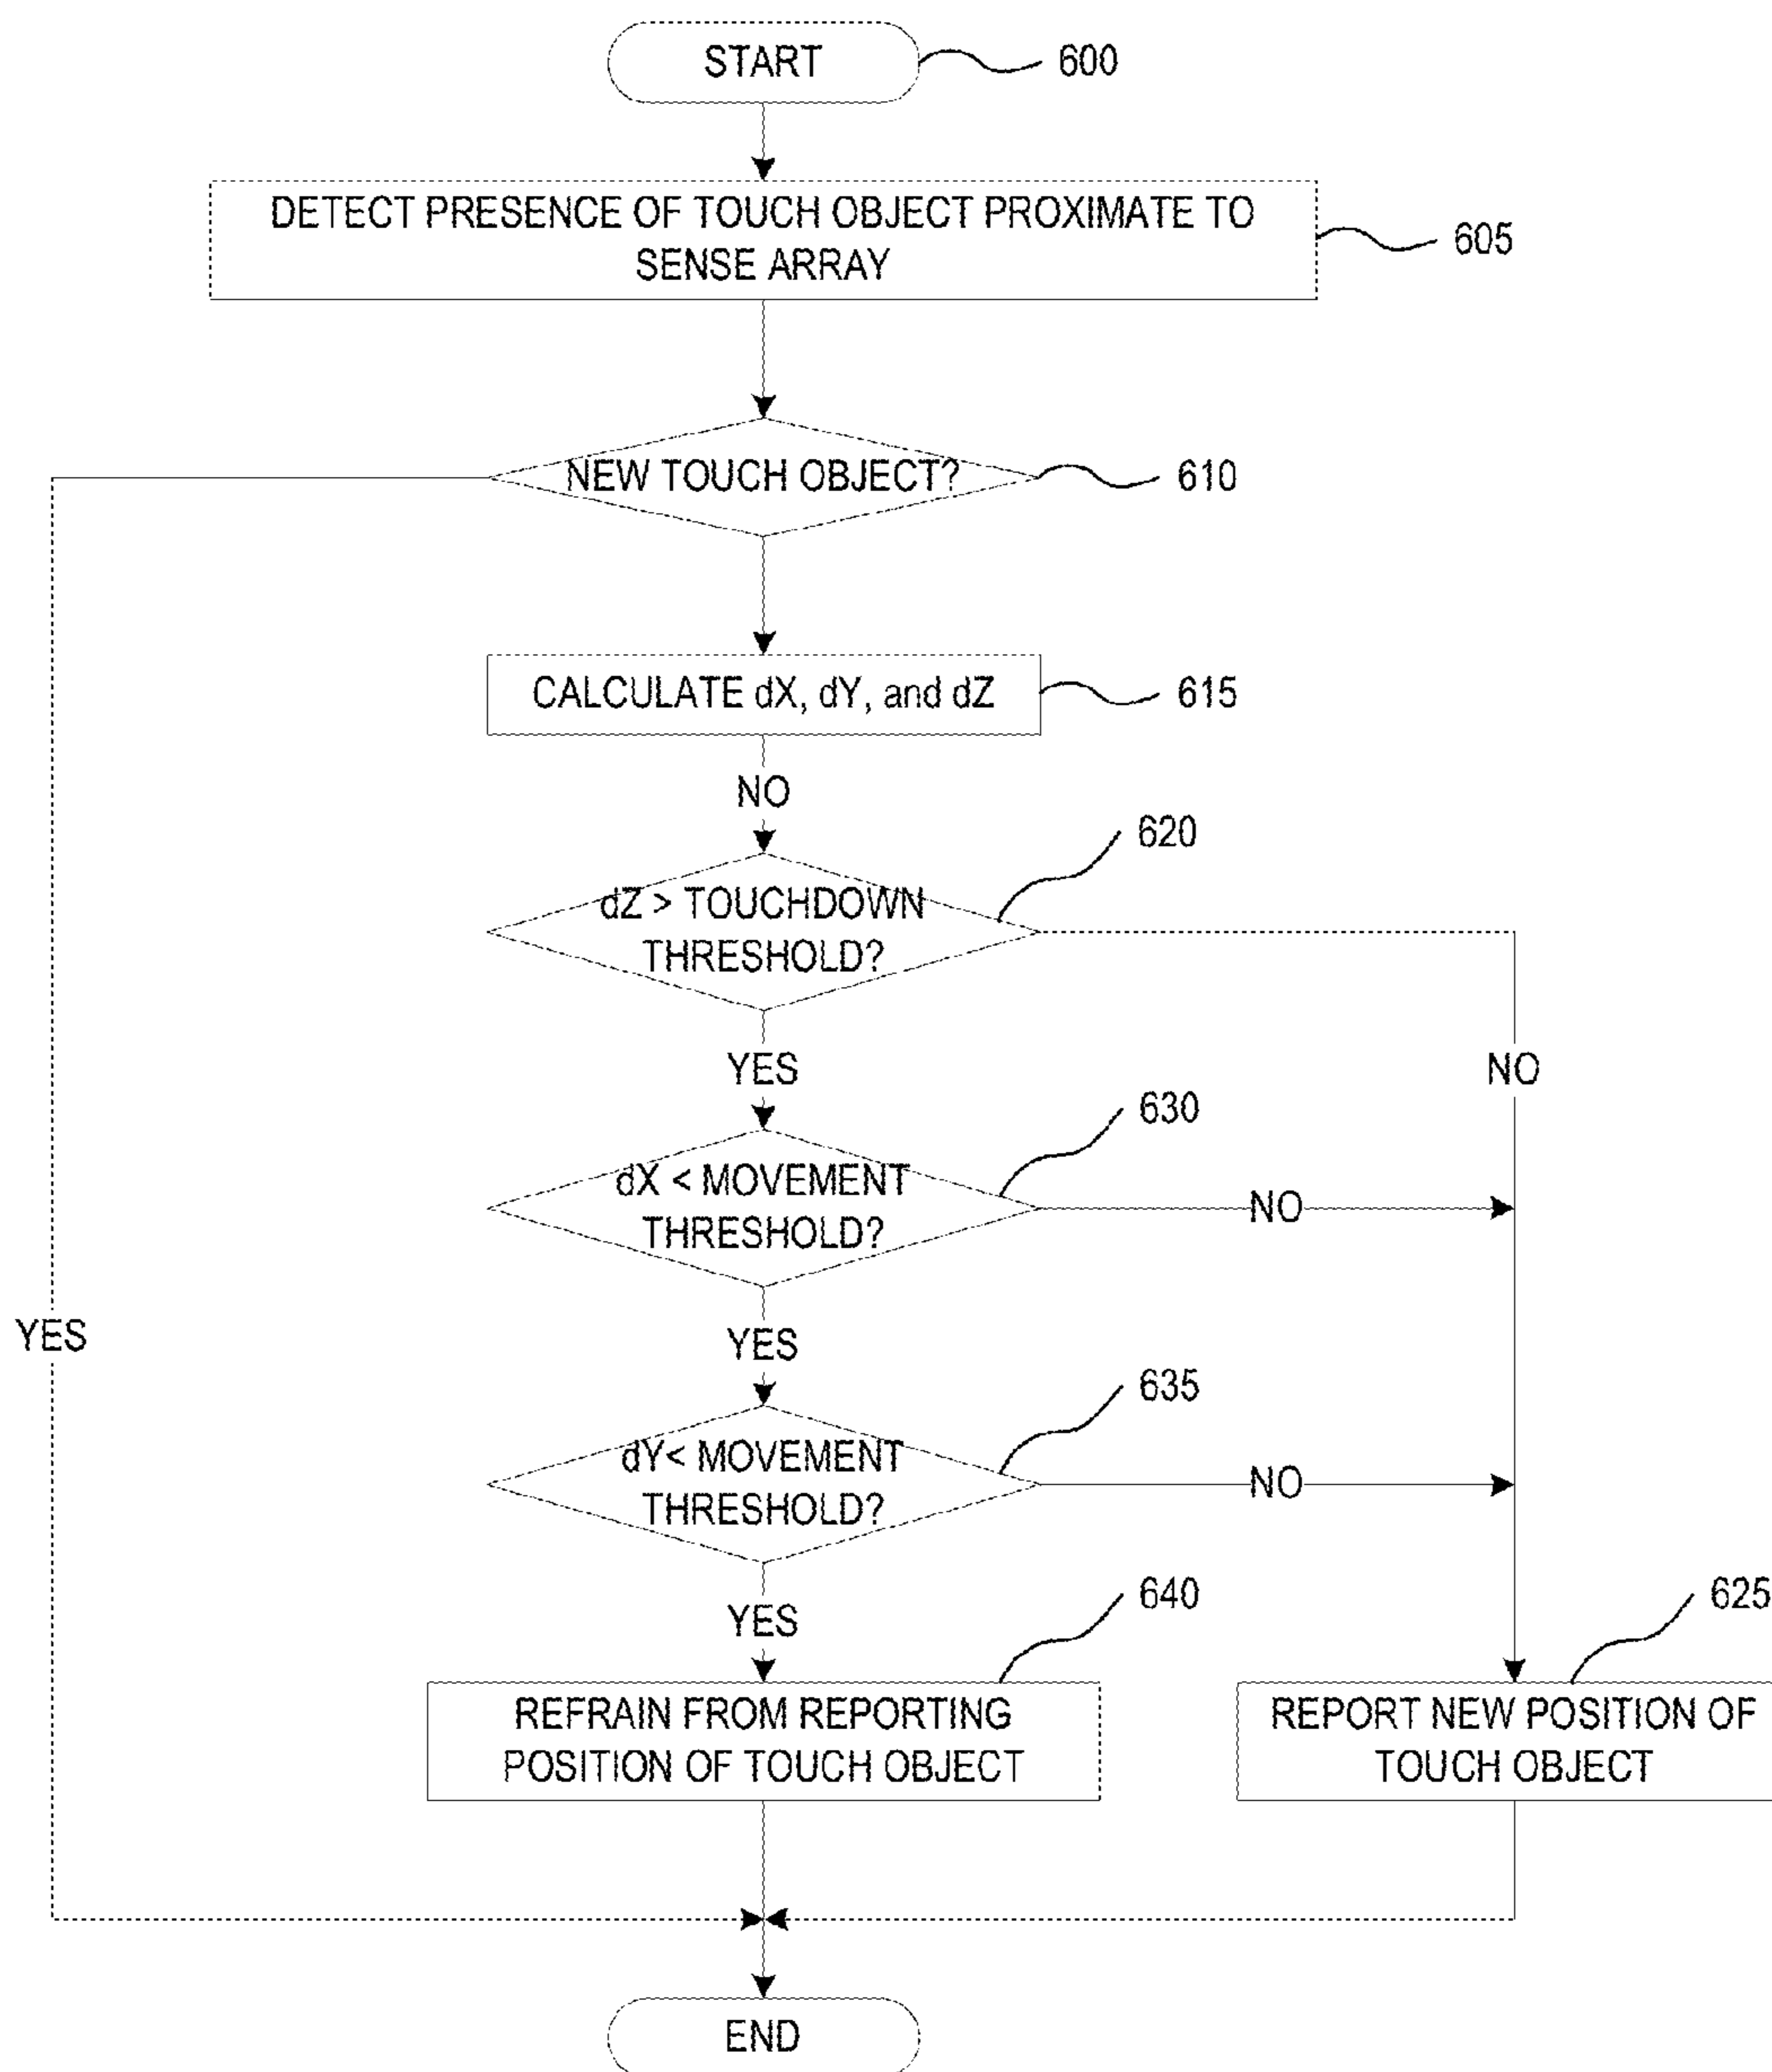 START
600
DETECT PRESENCE OF TOUCH OBJECT PROXIMATE TO
SENSE ARRAY
605
NEW TOUCH OBJECT?
610
CALCULATE dX, dY, and dZ
615
NO
620
dZ > TOUCHDOWN
THRESHOLD?
YES
NO
630
dX < MOVEMENT
THRESHOLD?
NO
YES
YES
635
dY< MOVEMENT
THRESHOLD?
NO
YES
640
625
REFRAIN FROM REPORTING
POSITION OF TOUCH OBJECT
REPORT NEW POSITION OF
TOUCH OBJECT
END